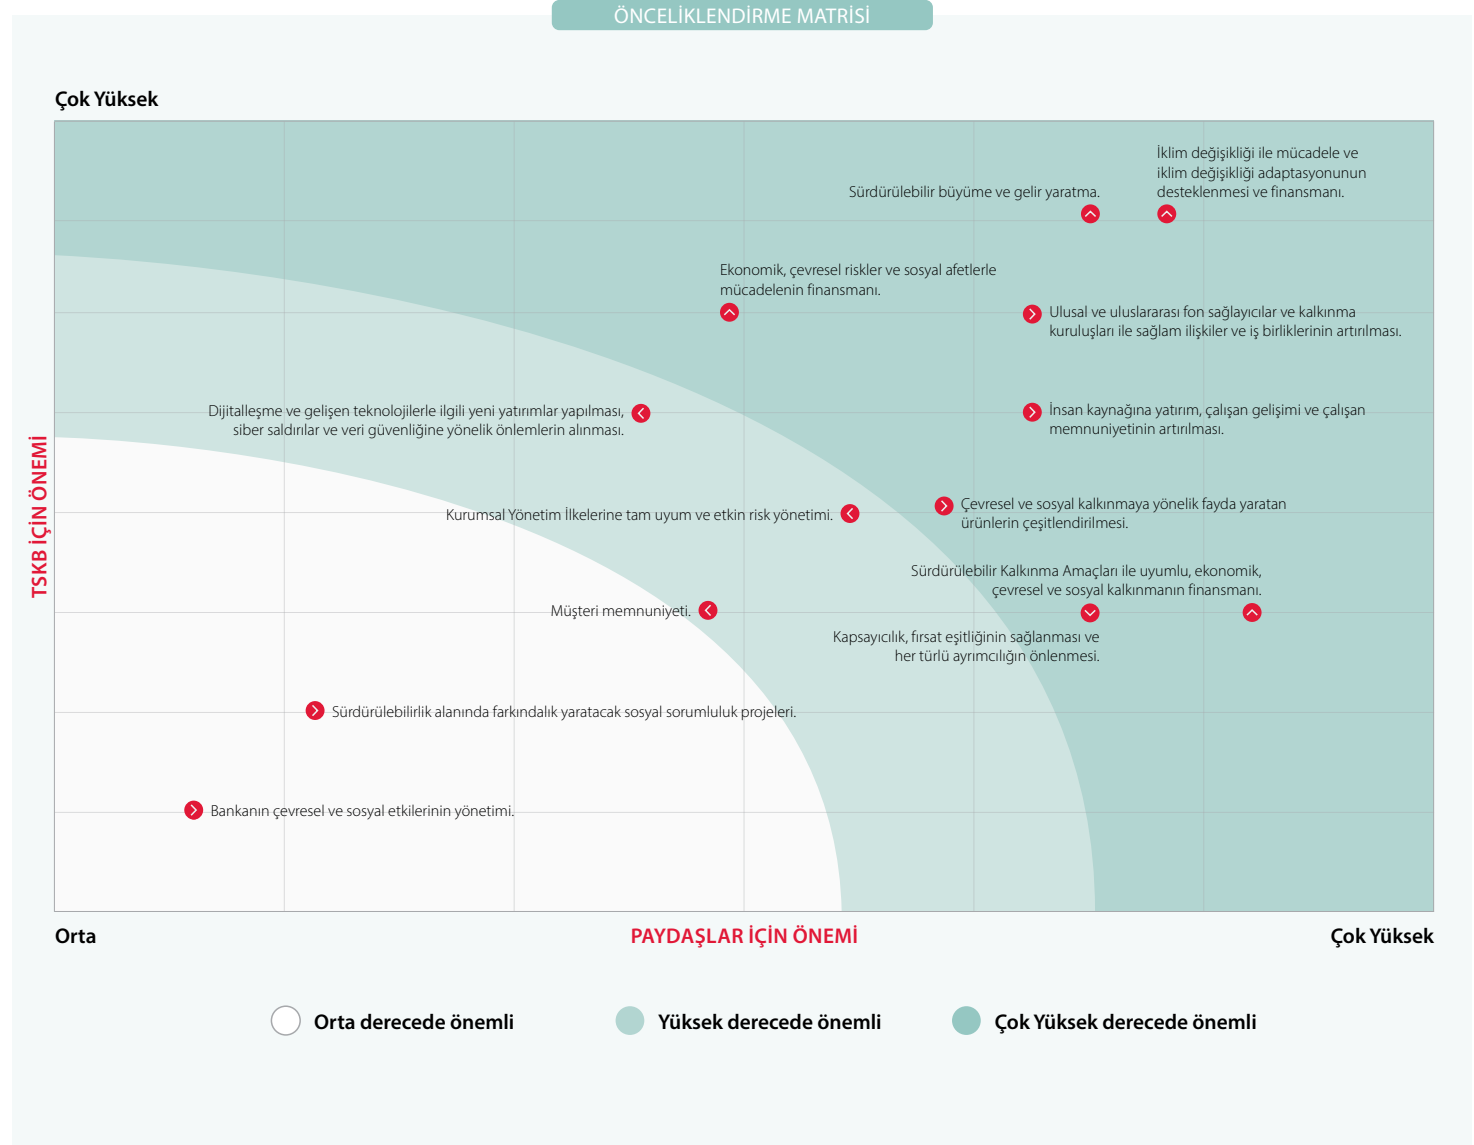 ÖNCELİKLENDİRME MATRİSİ
Çok Yüksek
İklim değişikliği ile mücadele ve
iklim değişikliği adaptasyonunun
desteklenmesi ve finansmanı.
Sürdürülebilir büyüme ve gelir yaratma.
Ekonomik, çevresel riskler ve sosyal afetlerle
mücadelenin finansmanı.
Ulusal ve uluslararası fon sağlayıcılar ve kalkınma
kuruluşları ile sağlam ilişkiler ve iş birliklerinin artırılması.
Dijitalleşme ve gelişen teknolojilerle ilgili yeni yatırımlar yapılması,
siber saldırılar ve veri güvenliğine yönelik önlemlerin alınması.
İnsan kaynağına yatırım, çalışan gelişimi ve çalışan
memnuniyetinin artırılması.
TSKB İÇİN ÖNEMİ
Kurumsal Yönetim İlkelerine tam uyum ve etkin risk yönetimi.
Çevresel ve sosyal kalkınmaya yönelik fayda yaratan
ürünlerin çeşitlendirilmesi.
Sürdürülebilir Kalkınma Amaçları ile uyumlu, ekonomik,
çevresel ve sosyal kalkınmanın finansmanı.
Müşteri memnuniyeti.
Kapsayıcılık, fırsat eşitliğinin sağlanması ve
her türlü ayrımcılığın önlenmesi.
Sürdürülebilirlik alanında farkındalık yaratacak sosyal sorumluluk projeleri.
Bankanın çevresel ve sosyal etkilerinin yönetimi.
Orta
PAYDAŞLAR İÇİN ÖNEMİ
Çok Yüksek
Orta derecede önemli
Yüksek derecede önemli
Çok Yüksek derecede önemli